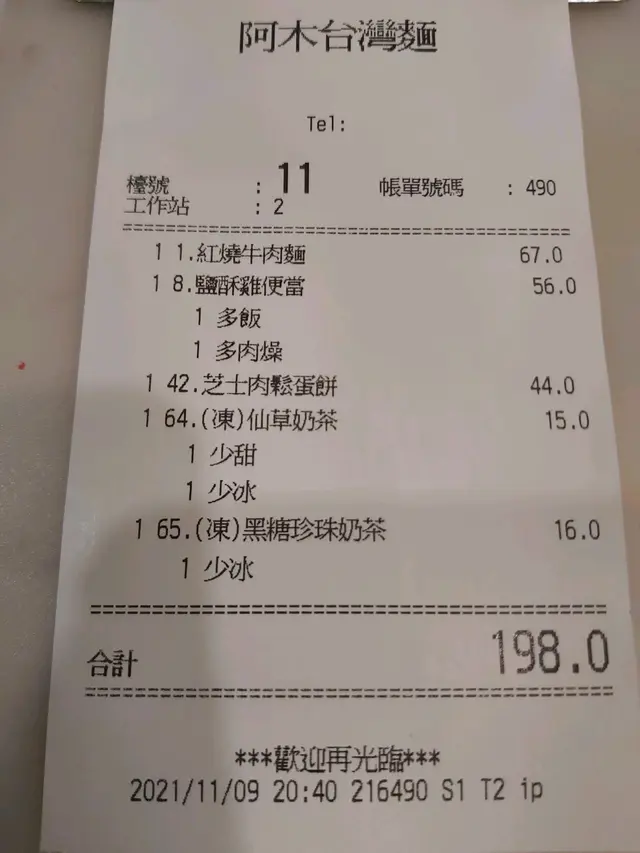 阿木台灣麵
Tel:
檯號 : 11 帳單號碼 : 490
工作站 : 2
1 1.紅燒牛肉麵 67.0
1 8.鹽酥雞便當 56.0
1 多飯
1 多肉燥
1 42.芝士肉鬆蛋餅 44.0
1 64.(凍)仙草奶茶 15.0
1 少甜
1 少冰
1 65.(凍)黑糖珍珠奶茶 16.0
1 少冰
合計 198.0
***歡迎再光臨***
2021/11/09 20:40 216490 S1 T2 ip